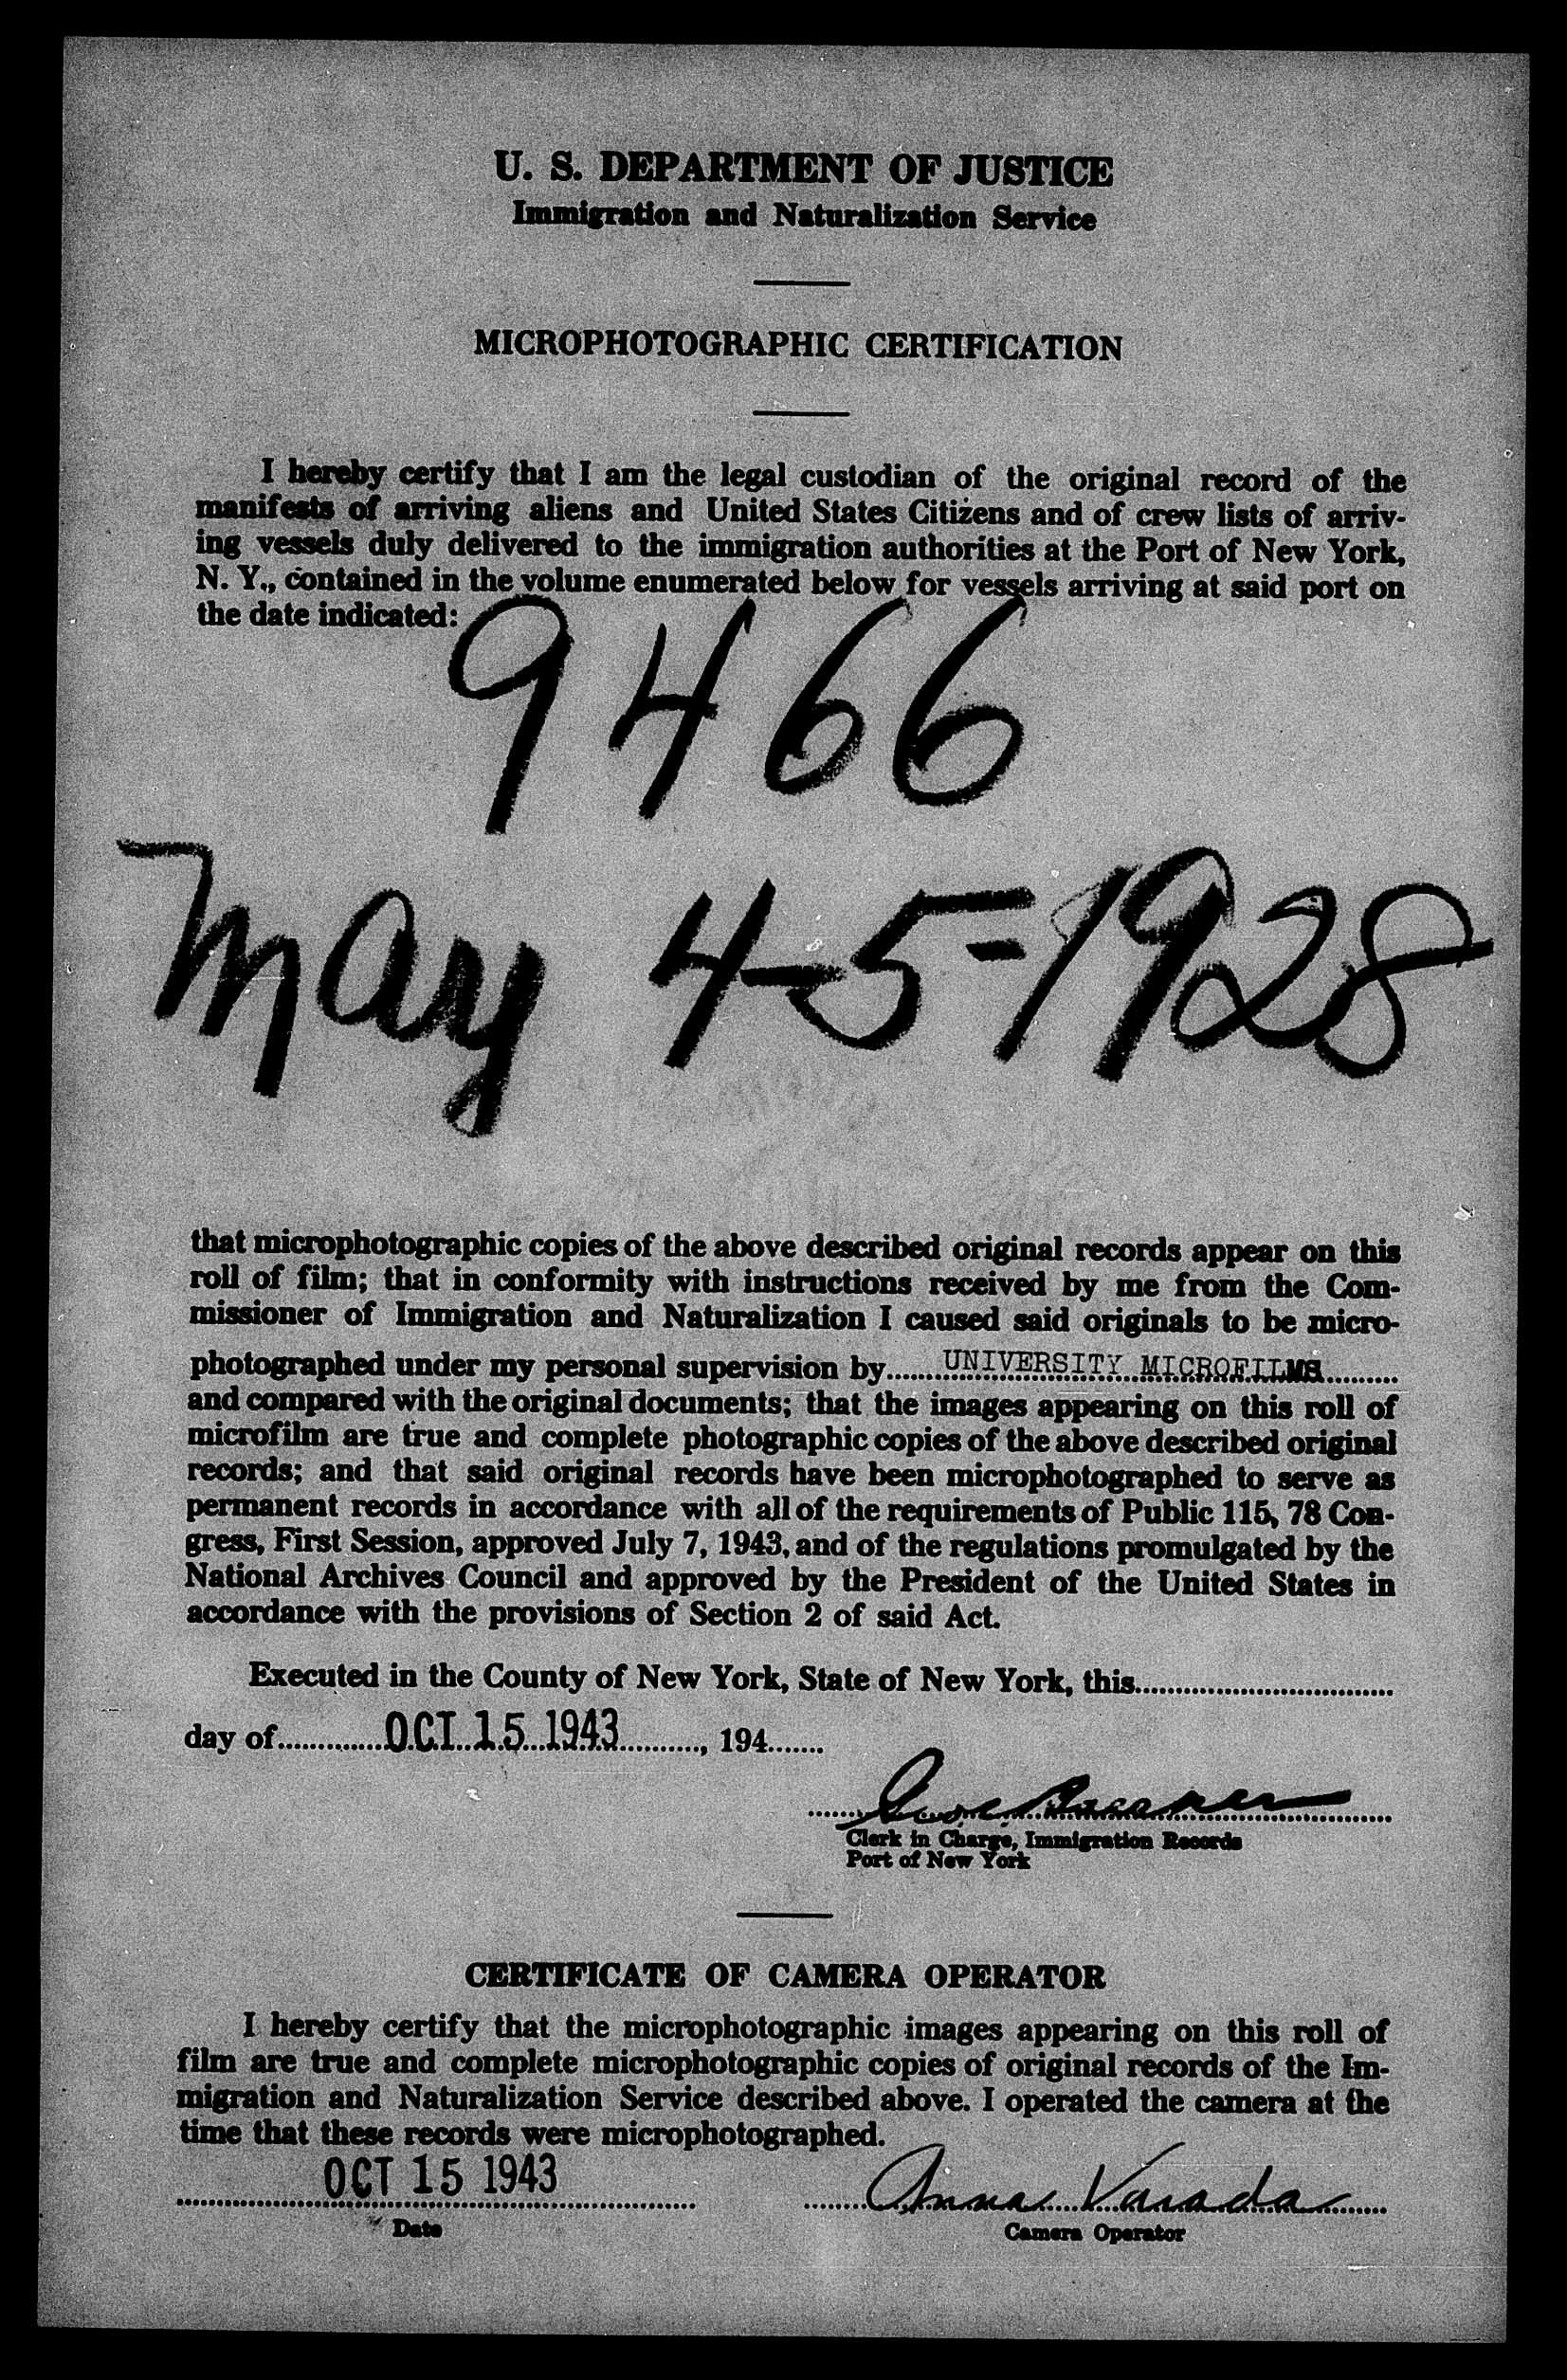 U. S. DEPARTMENT OF JUSTICE
Immigration and Naturalization Service
MICROPHOTOGRAPHIC CERTIFICATION
I hereby certify that I am the legal custodian of the original record of the
manifests of arriving aliens and United States Citizens and of crew lists of arriv-
ing vessels duly delivered to the immigration authorities at the Port of New York,
N. Y., contained in the volume enumerated below for vessels arriving at said port on
the date indicated:
9466
May 4-5-1928
that microphotographic copies of the above described original records appear on this
roll of film; that in conformity with instructions received by me from the Com-
missioner of Immigration and Naturalization I caused said originals to be micro-
photographed under my personal supervision by UNIVERSITY MICROFILMS
and compared with the original documents; that the images appearing on this roll of
microfilm are true and complete photographic copies of the above described original
records; and that said original records have been microphotographed to serve as
permanent records in accordance with all of the requirements of Public 115, 78 Con-
gress, First Session, approved July 7, 1943, and of the regulations promulgated by the
National Archives Council and approved by the President of the United States in
accordance with the provisions of Section 2 of said Act.
Executed in the County of New York, State of New York, this
day of OCT 15 1943, 194
Clerk in Charge, Immigration Records
Port of New York
CERTIFICATE OF CAMERA OPERATOR
I hereby certify that the microphotographic images appearing on this roll of
film are true and complete microphotographic copies of original records of the Im-
migration and Naturalization Service described above. I operated the camera at the
time that these records were microphotographed.
OCT 15 1943 Anna Varada
Date
Camera Operator